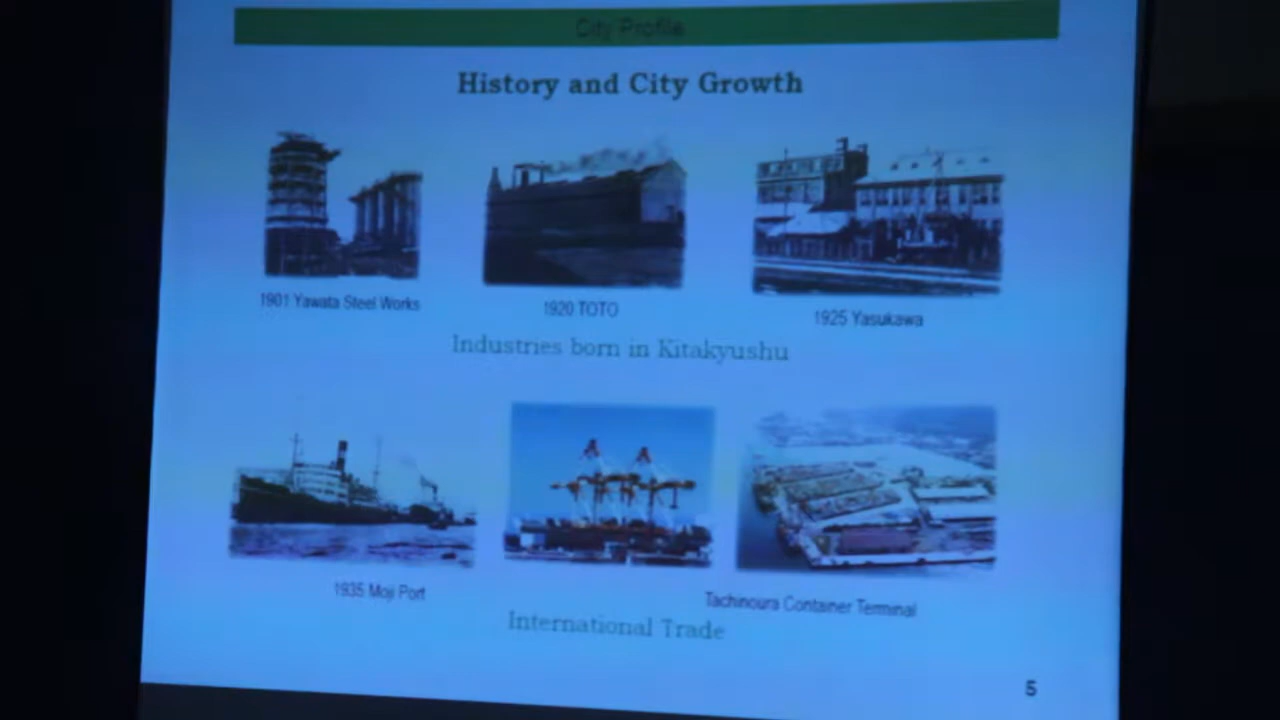 City Profile
History and City Growth
1901 Yawata Steel Works
1920 TOTO
1925 Yasukawa
Industries born in Kitakyushu
1935 Moji Port
Tachinoura Container Terminal
International Trade
5